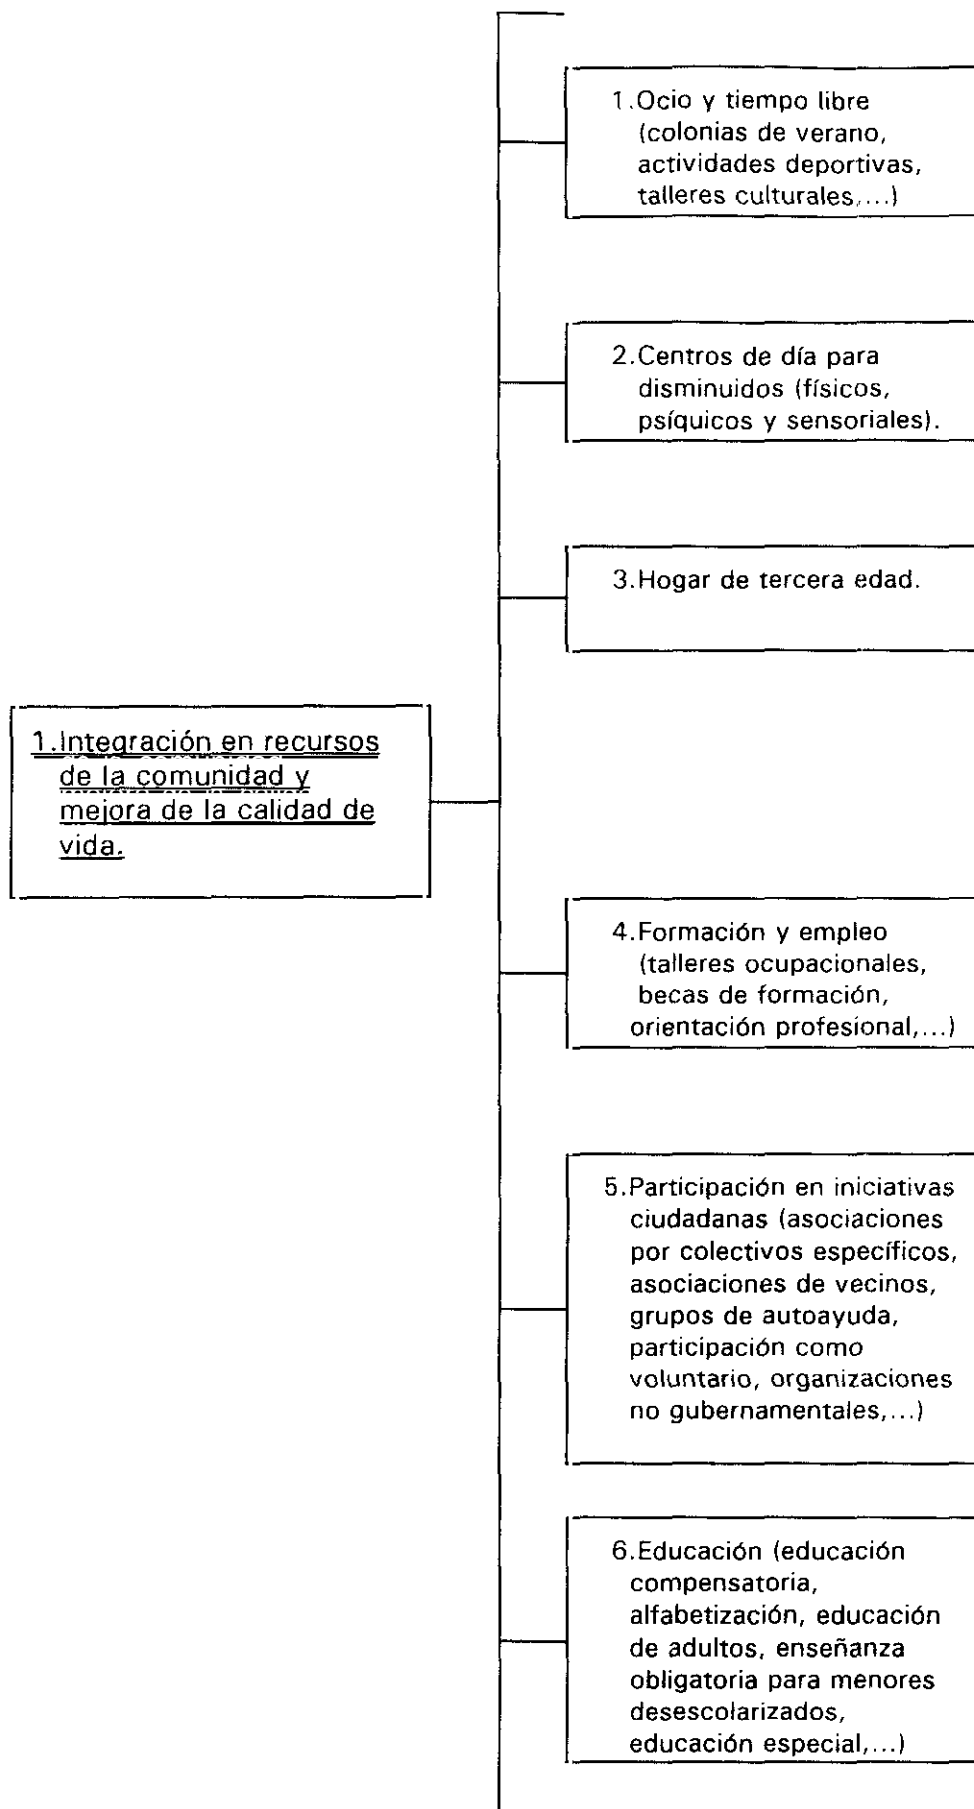 1.Ocio y tiempo libre
(colonias de verano,
actividades deportivas,
talleres culturales,...)
2.Centros de día para
disminuidos (físicos,
psíquicos y sensoriales).
3.Hogar de tercera edad.
1.Integración en recursos
de la comunidad y
mejora de la calidad de
vida.
4.Formación y empleo
(talleres ocupacionales,
becas de formación,
orientación profesional,...)
5.Participación en iniciativas
ciudadanas (asociaciones
por colectivos específicos,
asociaciones de vecinos,
grupos de autoayuda,
participación como
voluntario, organizaciones
no gubernamentales,...)
6.Educación (educación
compensatoria,
alfabetización, educación
de adultos, enseñanza
obligatoria para menores
desescolarizados,
educación especial,...)